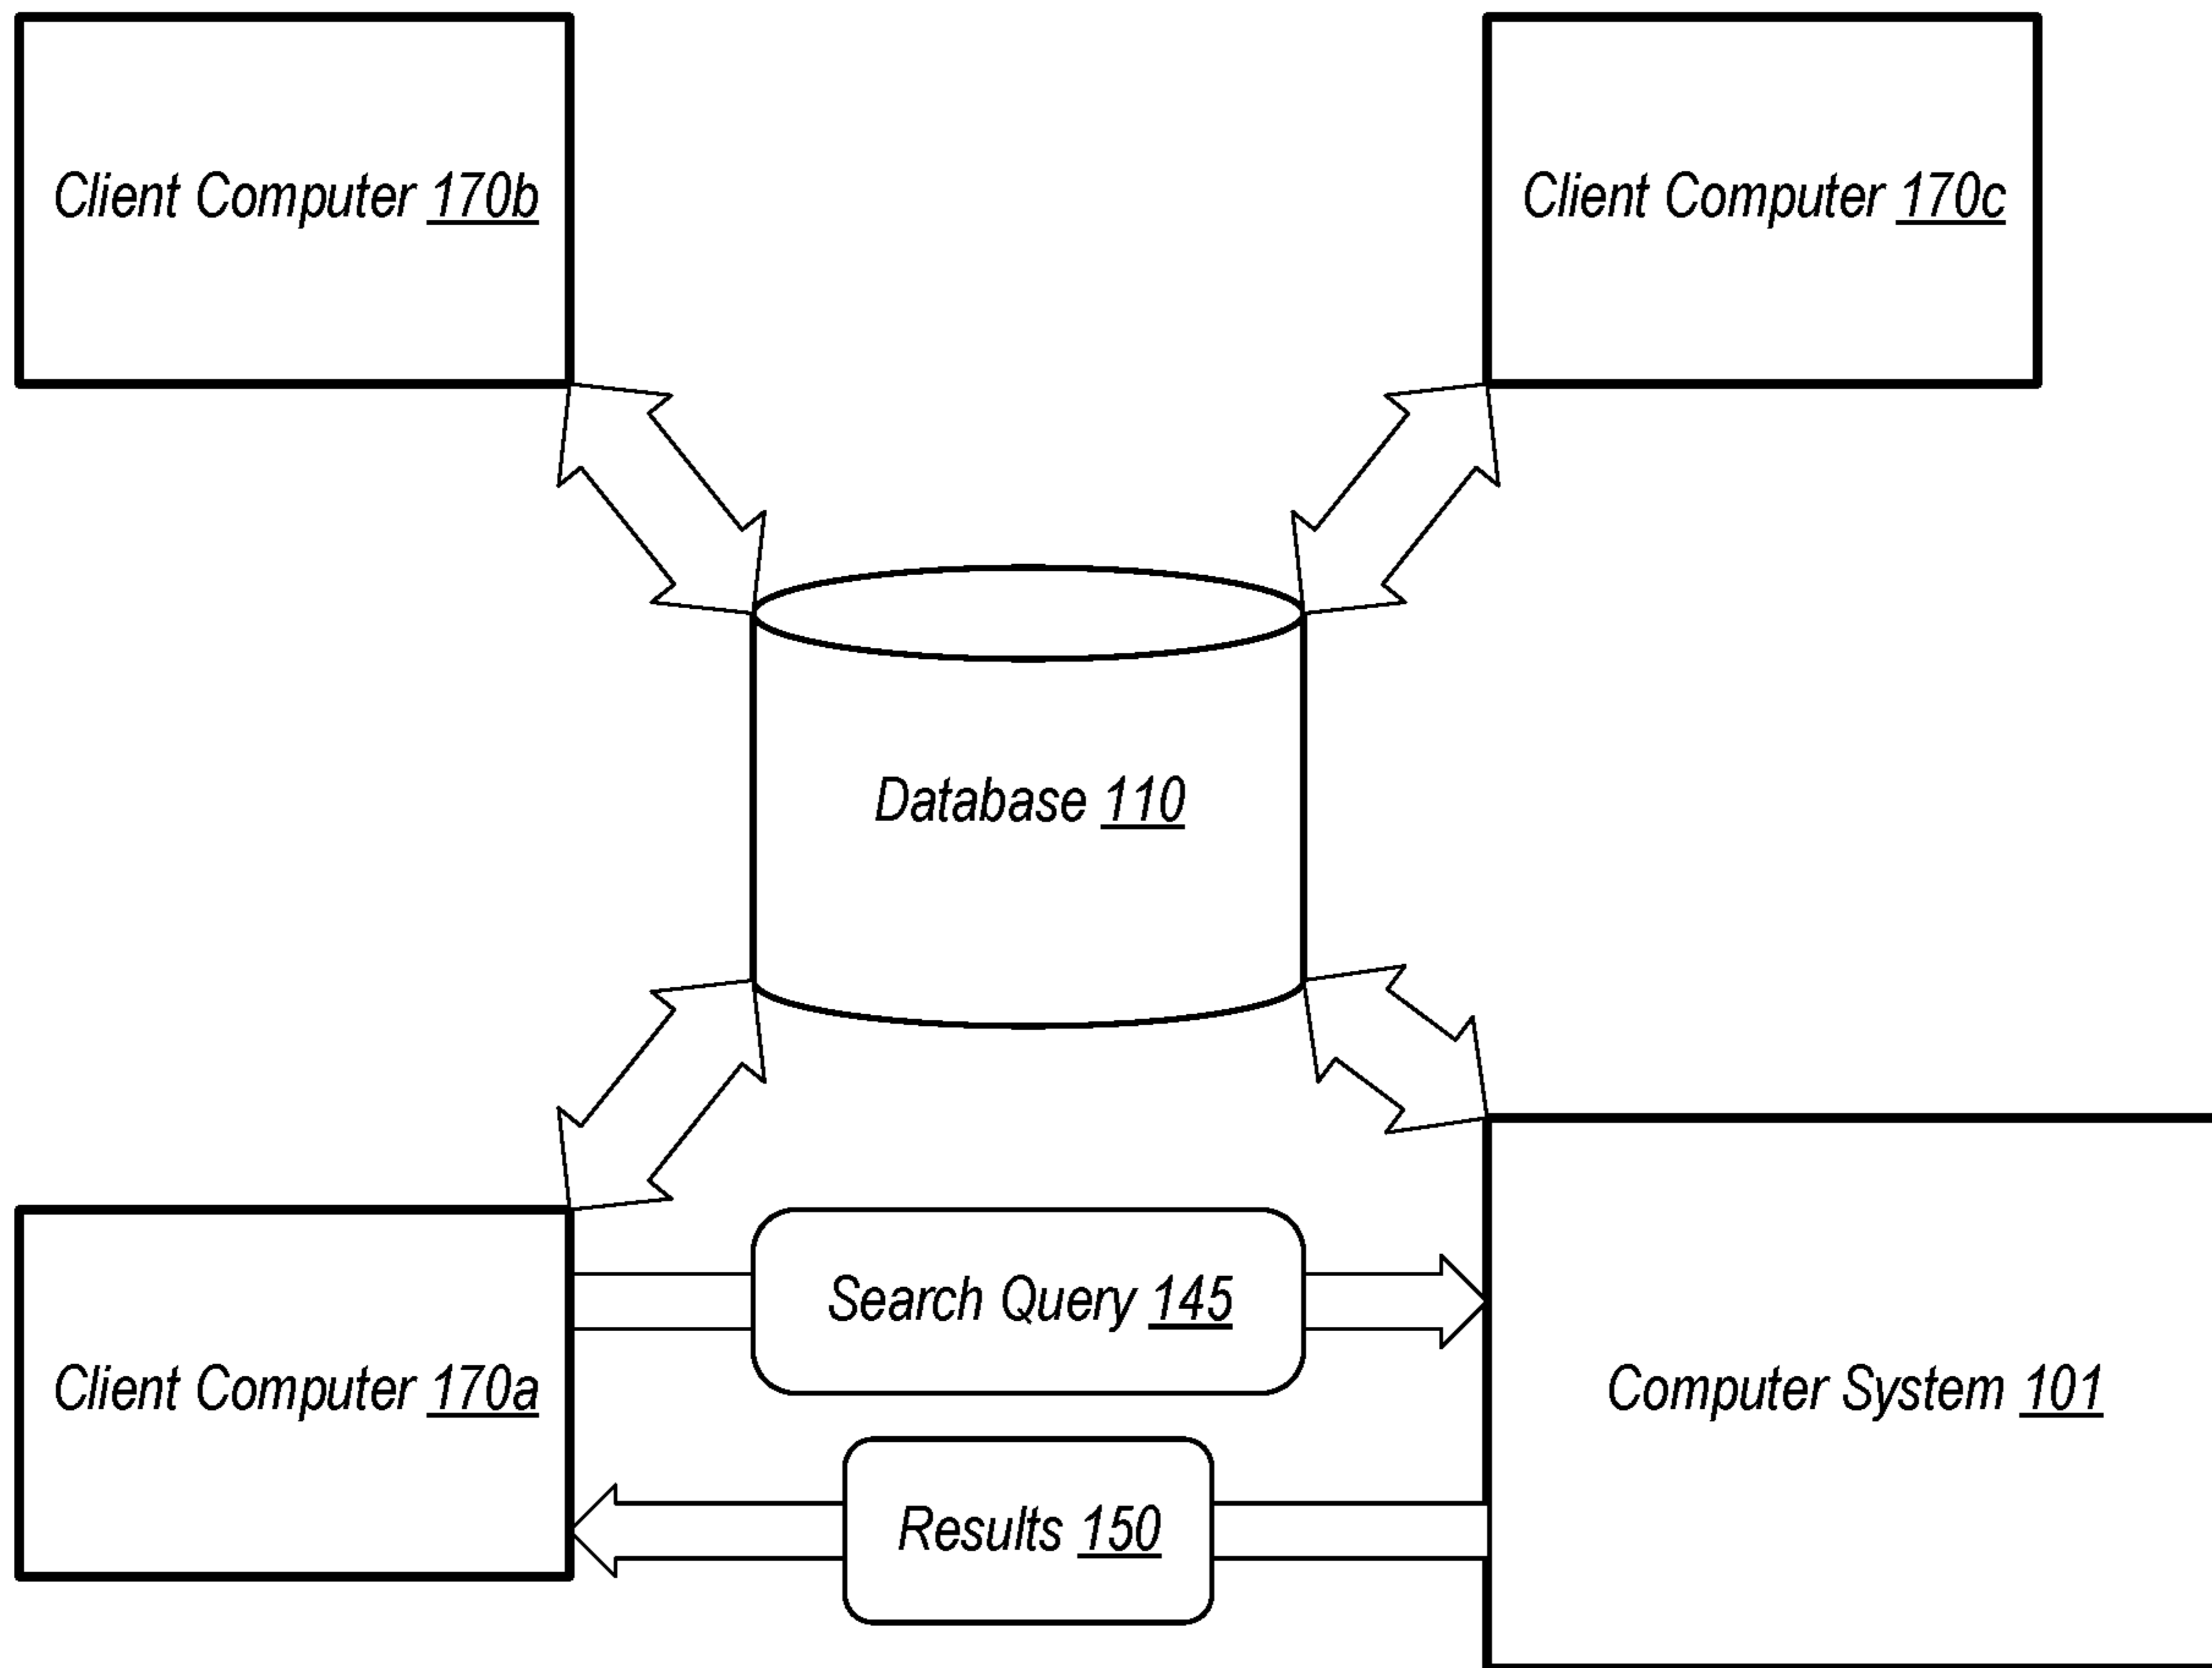 Client Computer 170b
Client Computer 170c
Database 110
Search Query 145
Client Computer 170a
Computer System 101
Results 150